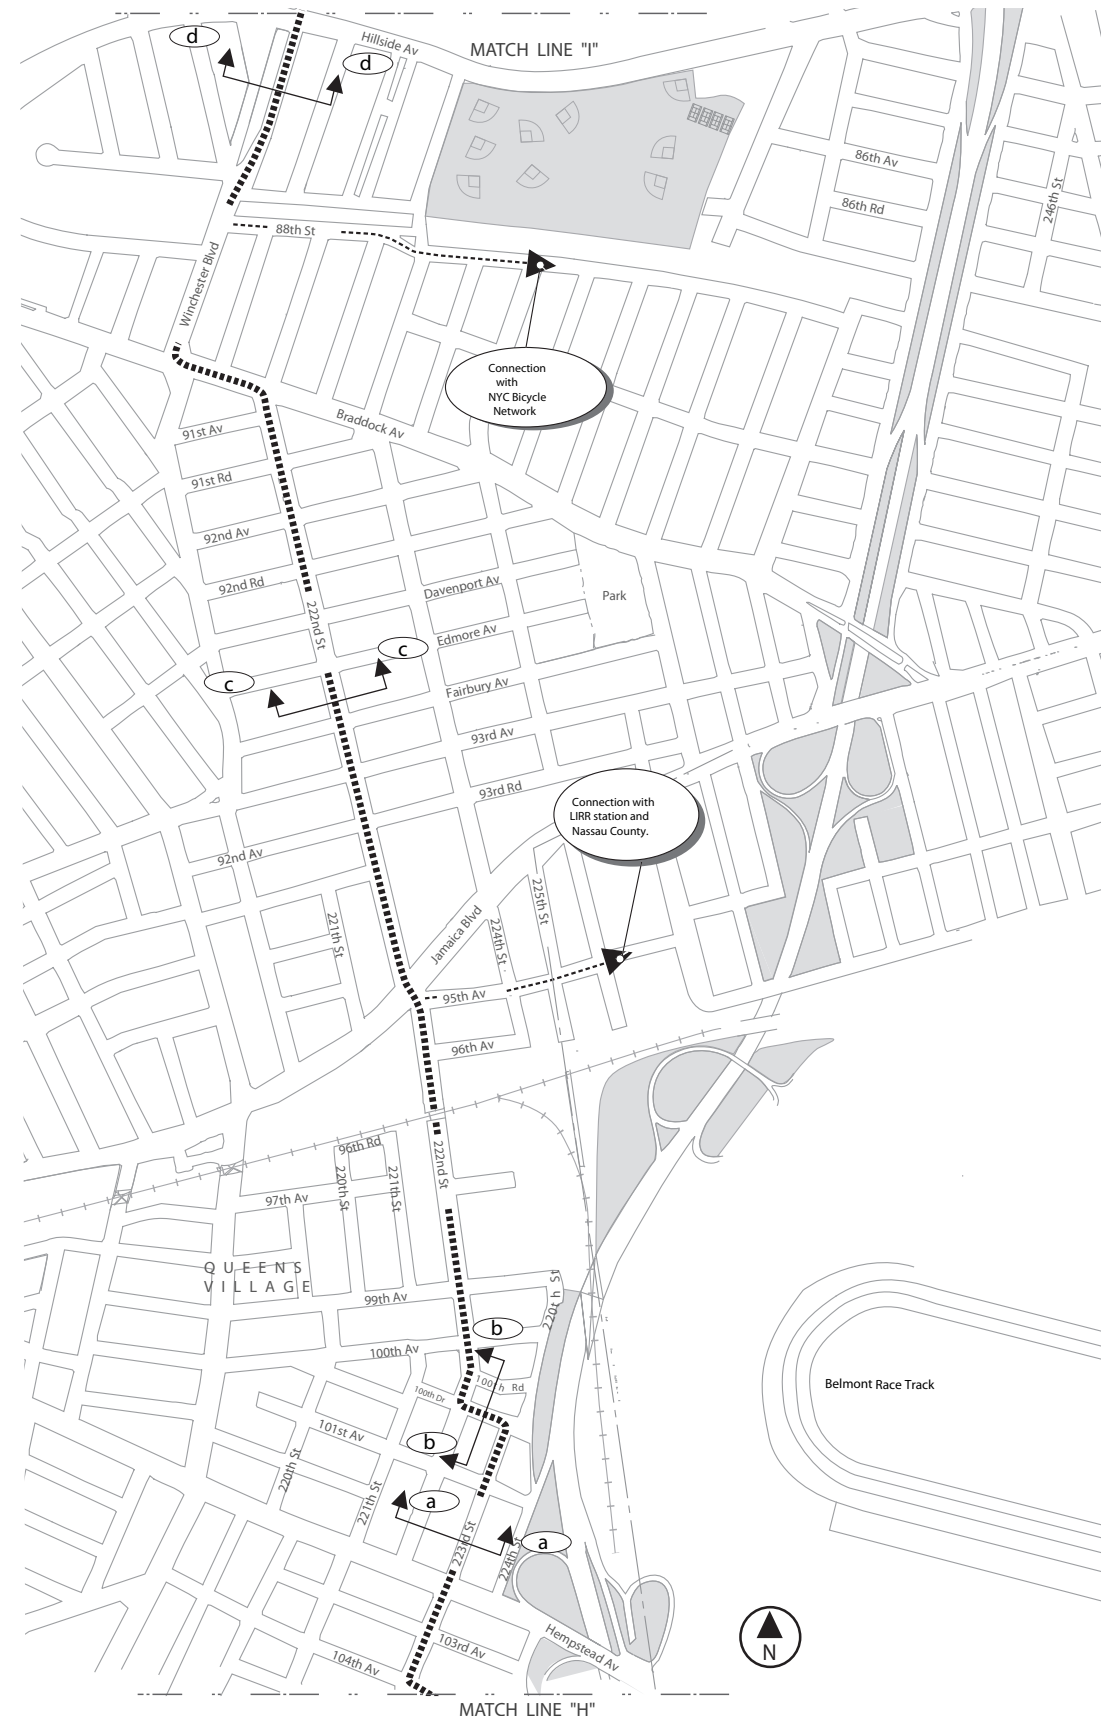 MATCH LINE "I"
Hillside Av
d
d
86th Av
86th Rd
246th St
88th St
Winchester Blvd
Connection
with
NYC Bicycle
Network
Braddock Av
91st Av
91st Rd
92nd Av
92nd Rd
222nd St
Davenport Av
Park
Edmore Av
c
c
Fairbury Av
93rd Av
93rd Rd
Connection with
LIRR station and
Nassau County.
92nd Av
221th St
Jamaica Blvd
224th St
225th St
95th Av
96th Av
96th Rd
222nd St
220th St
221th St
97th Av
QUEENS
VILLAGE
99th Av
220th St
b
100th Av
100th Rd
100th Dr
Belmont Race Track
101st Av
b
220th St
221th St
a
223rd St
224th St
a
Hempstead Av
103rd Av
104th Av
N
MATCH LINE "H"